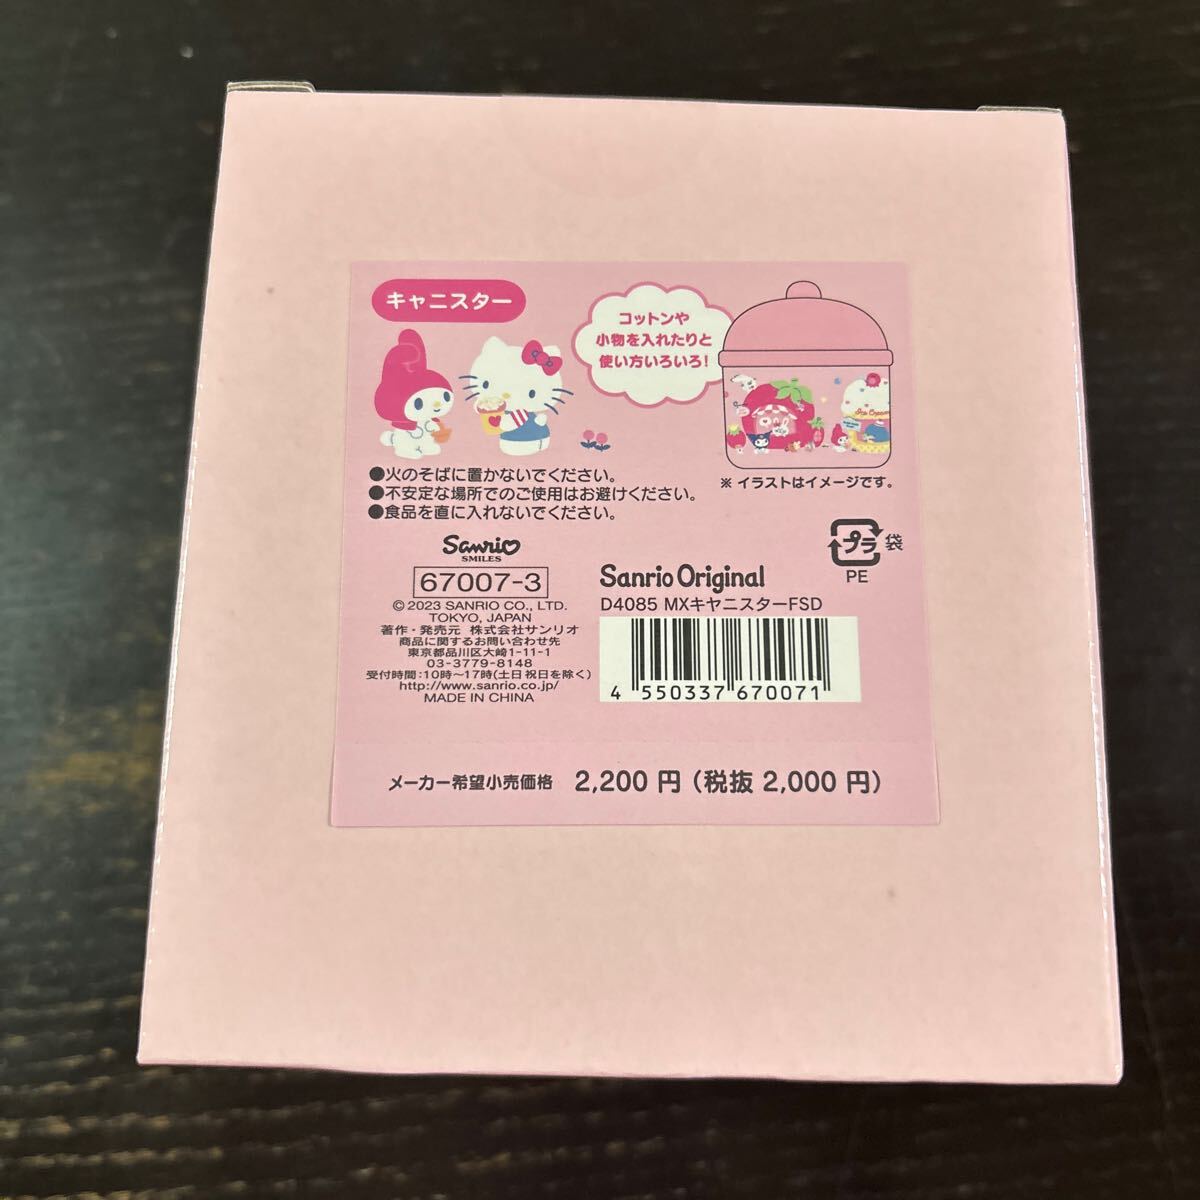 キャニスター
コットンや
小物を入れたりと
使い方いろいろ!
Ice Cream
●火のそばに置かないでください。
●不安定な場所でのご使用はお避けください。
●食品を直に入れないでください。
※ イラストはイメージです。
Sanrio
SMILES
67007-3
© 2023 SANRIO CO., LTD.
TOKYO, JAPAN
著作・発売元 株式会社サンリオ
商品に関するお問い合わせ先
東京都品川区大崎1-11-1
03-3779-8148
受付時間:10時〜17時(土日祝日を除く)
http://www.sanrio.co.jp/
MADE IN CHINA
プラ 袋
PE
Sanrio Original
D4085 MXキヤニスターFSD
4 550337 670071
メーカー希望小売価格 2,200 円 (税抜 2,000 円)